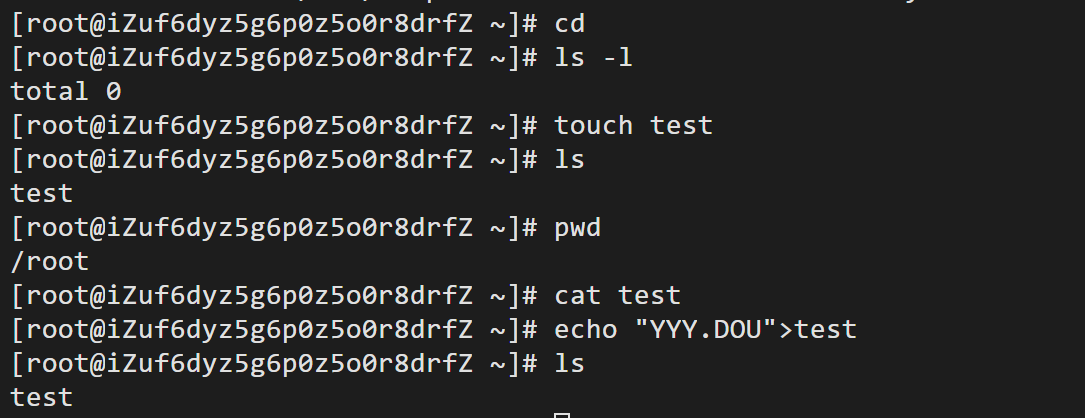 [root@iZuf6dyz5g6p0z5o0r8drfZ ~]# cd
[root@iZuf6dyz5g6p0z5o0r8drfZ ~]# ls -l
total 0
[root@iZuf6dyz5g6p0z5o0r8drfZ ~]# touch test
[root@iZuf6dyz5g6p0z5o0r8drfZ ~]# ls
test
[root@iZuf6dyz5g6p0z5o0r8drfZ ~]# pwd
/root
[root@iZuf6dyz5g6p0z5o0r8drfZ ~]# cat test
[root@iZuf6dyz5g6p0z5o0r8drfZ ~]# echo "YYY.DOU">test
[root@iZuf6dyz5g6p0z5o0r8drfZ ~]# ls
test